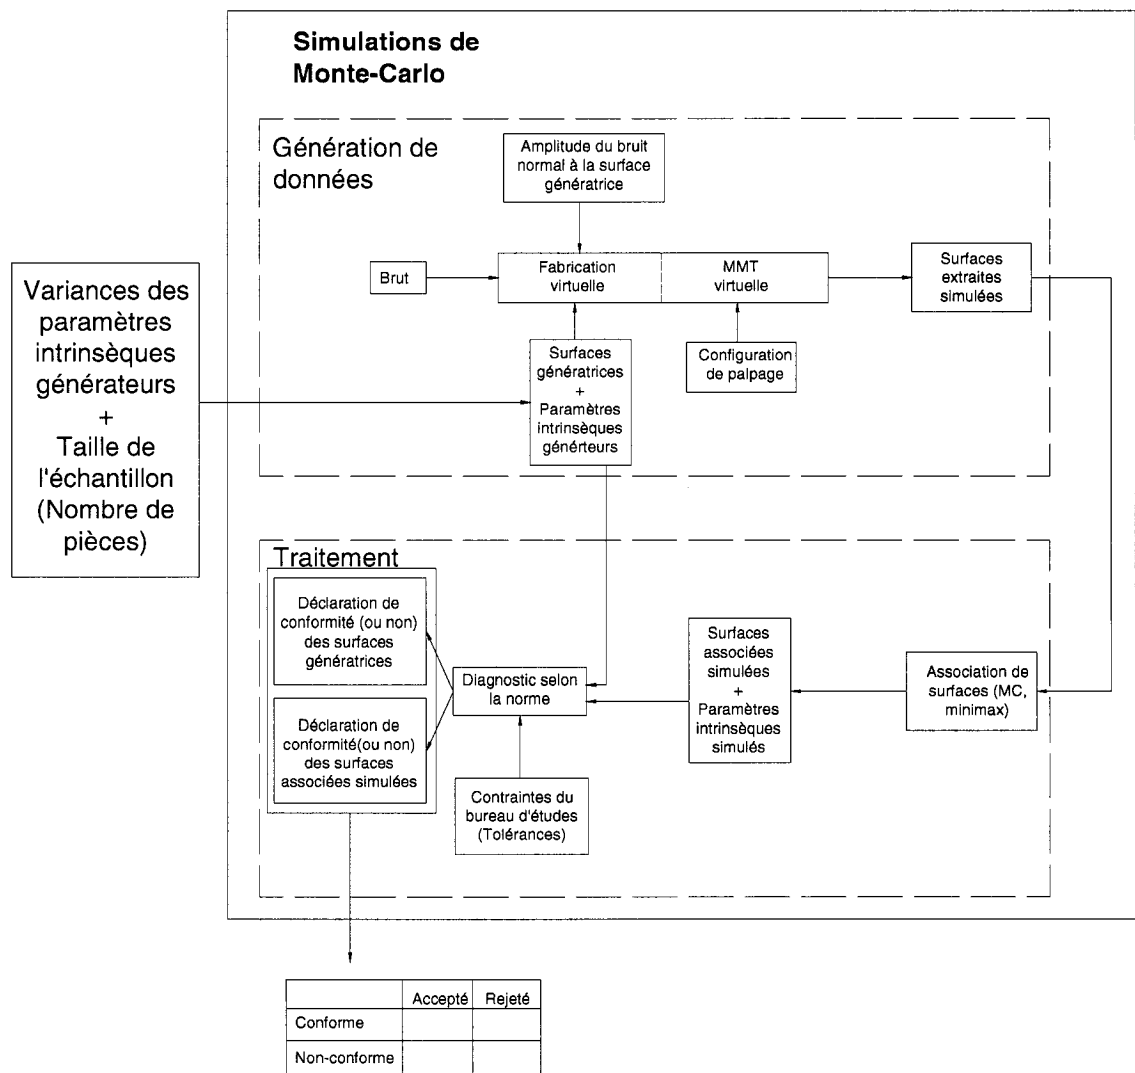 Simulations de
Monte-Carlo
Génération de
données
Amplitude du bruit
normal à la surface
génératrice
Brut
Fabrication
virtuelle
MMT
virtuelle
Surfaces
extraites
simulées
Variances des
paramètres
intrinsèques
générateurs
+
Taille de
l'échantillon
(Nombre de
pièces)
Surfaces
génératrices
+
Paramètres
intrinsèques
générteurs
Configuration
de palpage
Traitement
Déclaration de
conformité (ou non)
des surfaces
génératrices
Déclaration de
conformité(ou non)
des surfaces
associées simulées
Diagnostic selon
la norme
Contraintes du
bureau d'études
(Tolérances)
Surfaces
associées
simulées
+
Paramètres
intrinsèques
simulés
Association de
surfaces (MC,
minimax)
Accepté Rejeté
Conforme
Non-conforme